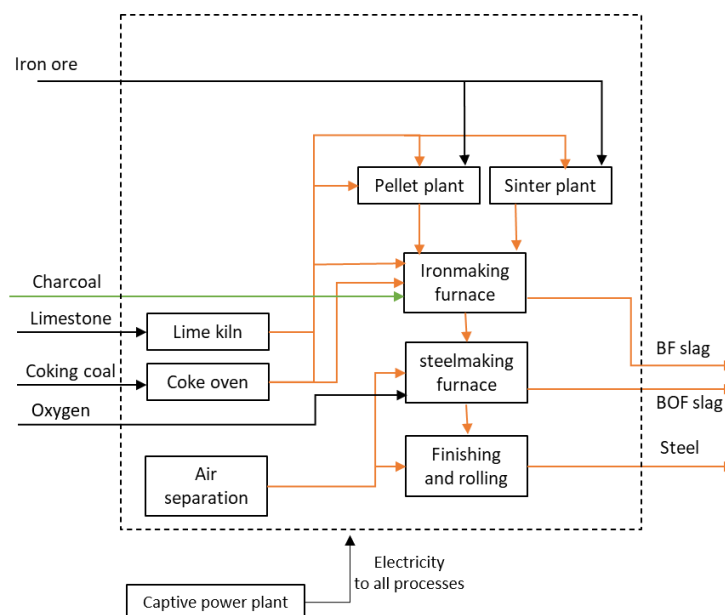 Iron ore
Pellet plant
Sinter plant
Ironmaking
furnace
Charcoal
Limestone
Lime kiln
Coking coal
Coke oven
steelmaking
furnace
BF slag
BOF slag
Oxygen
Air
separation
Finishing
and rolling
Steel
Electricity
to all processes
Captive power plant